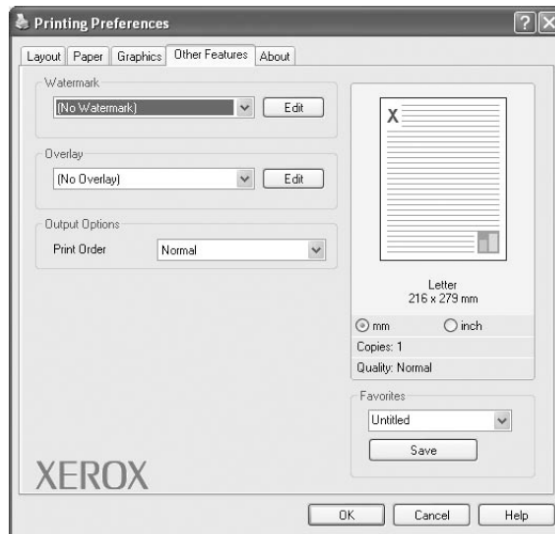 Printing Preferences
Layout Paper Graphics Other Features About
Watermark
(No Watermark) Edit
Overlay
(No Overlay) Edit
Output Options
Print Order Normal
X
Letter
216 x 279 mm
mm inch
Copies: 1
Quality: Normal
Favorites
Untitled
Save
XEROX
OK Cancel Help